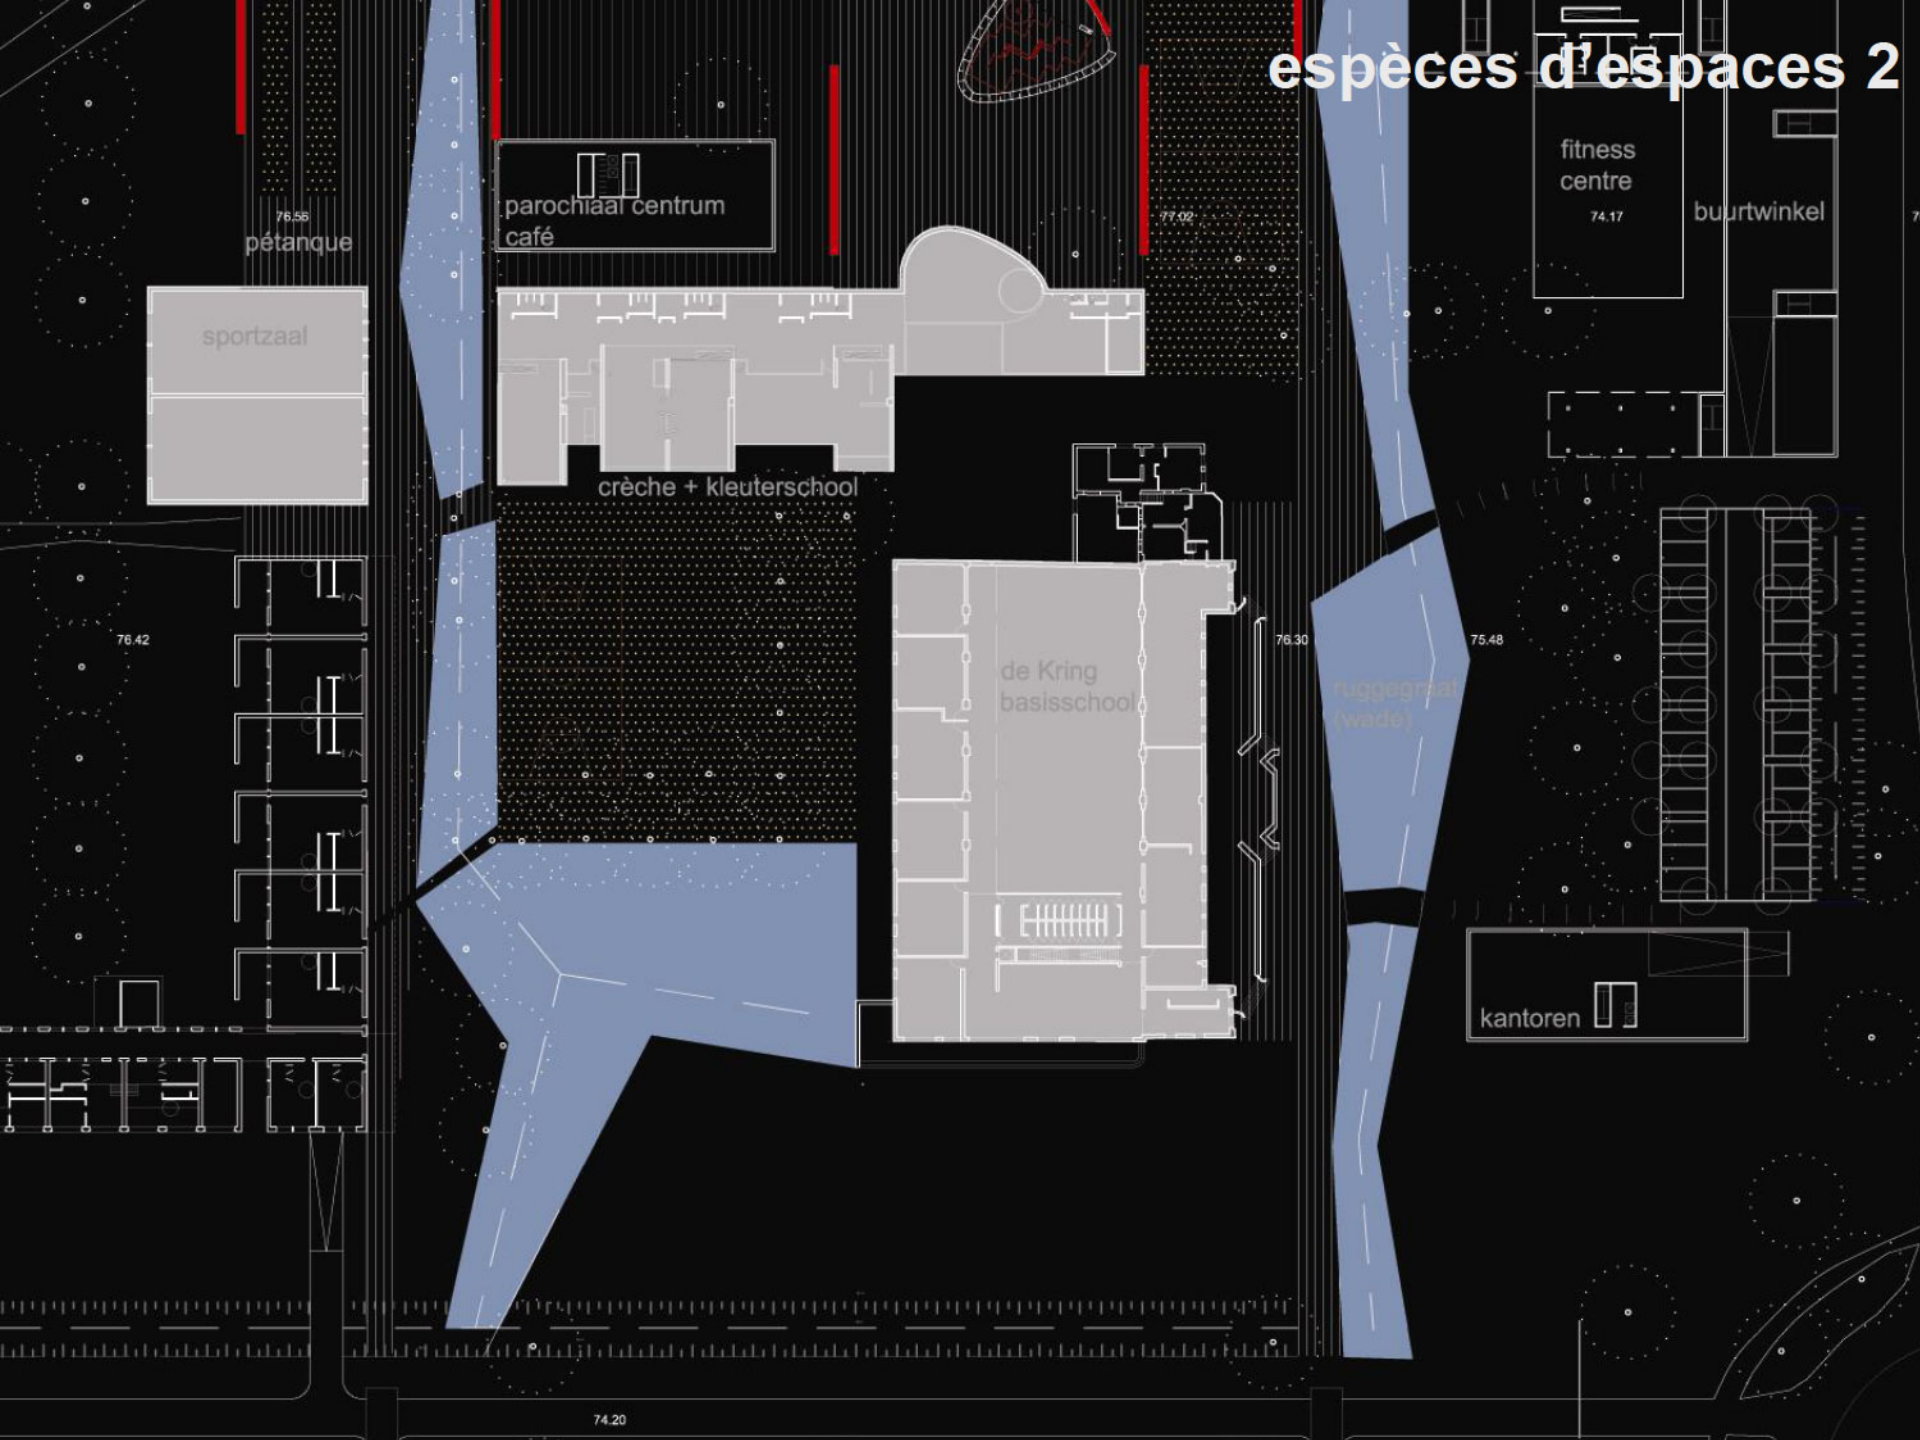 espèces d'espaces 2
fitness
centre
74.17
buurtwinkel
parochiaal centrum
café
76.56
pétanque
77.02
sportzaal
crèche + kleuterschool
76.42
de Kring
basisschool
76.30
75.48
ruggegraat
(wade)
kantoren
74.20